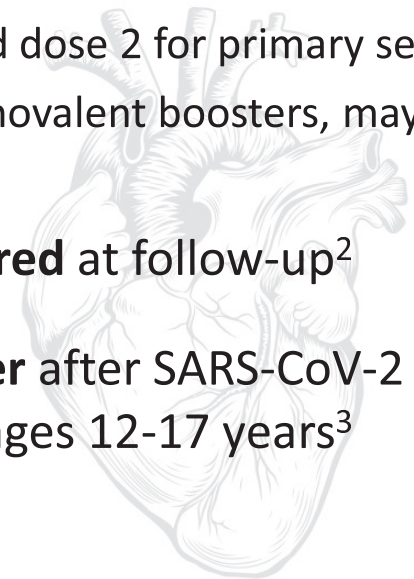 d dose 2 for primary se
novalent boosters, may
red at follow-up²
er after SARS-CoV-2
ges 12-17 years³